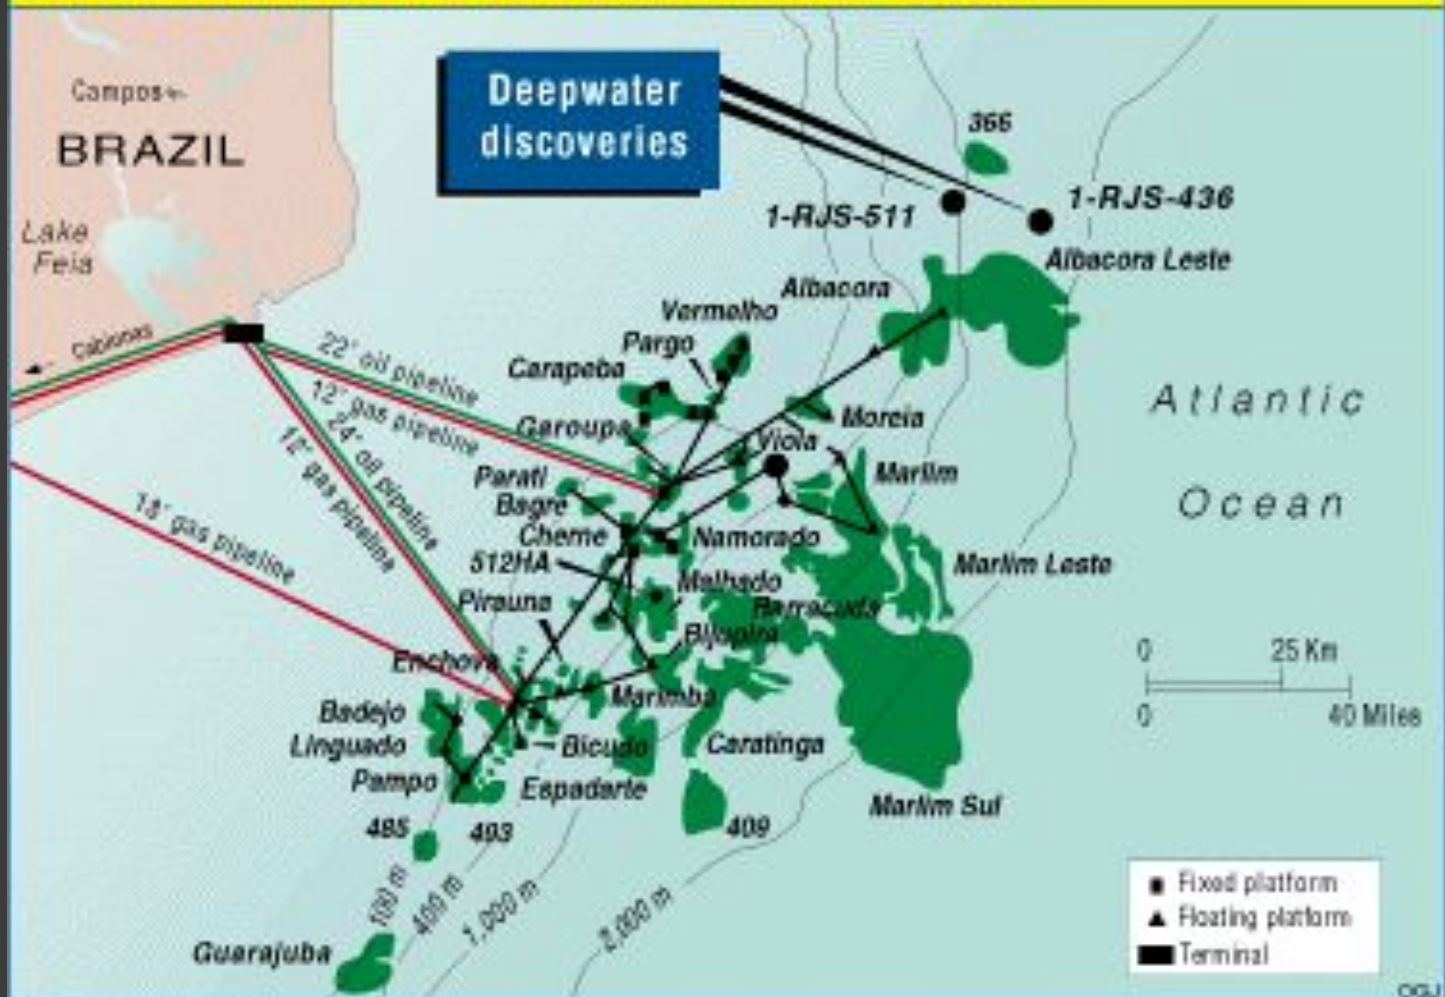 Campos
BRAZIL
Lake
Feia
Cabiunas
Deepwater
discoveries
366
1-RJS-511
1-RJS-436
Albacora Leste
Albacora
Vermelho
Pargo
Carapeba
Garoupa
Moreia
Viola
Marlim
Parati
Bagre
Cherne
Namorado
512HA
Malhado
Marlim Leste
Pirauna
Barracuda
Bijupira
Enchova
Marimba
Badejo
Linguado
Bicudo
Caratinga
Pampo
Espadarte
Marlim Sul
485
403
409
Guarajuba
22" oil pipeline
12" gas pipeline
24" oil pipeline
12" gas pipeline
18" gas pipeline
100 m
400 m
1,000 m
2,000 m
Atlantic
Ocean
0 25 Km
0 40 Miles
Fixed platform
Floating platform
Terminal
OGJ